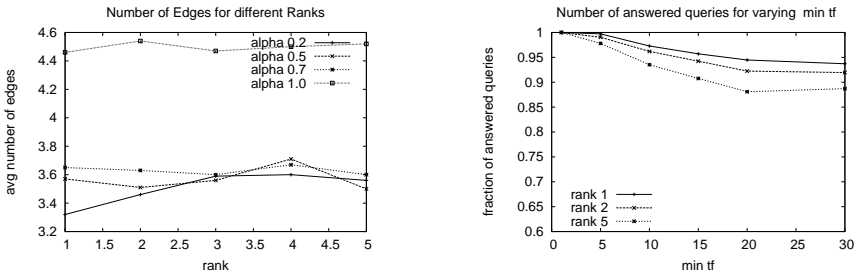 Number of Edges for different Ranks
avg number of edges
4.6
4.4
4.2
4
3.8
3.6
3.4
3.2
alpha 0.2
alpha 0.5
alpha 0.7
alpha 1.0
1 1.5 2 2.5 3 3.5 4 4.5 5
rank
Number of answered queries for varying min tf
fraction of answered queries
1
0.95
0.9
0.85
0.8
0.75
0.7
0.65
0.6
rank 1
rank 2
rank 5
0 5 10 15 20 25 30
min tf